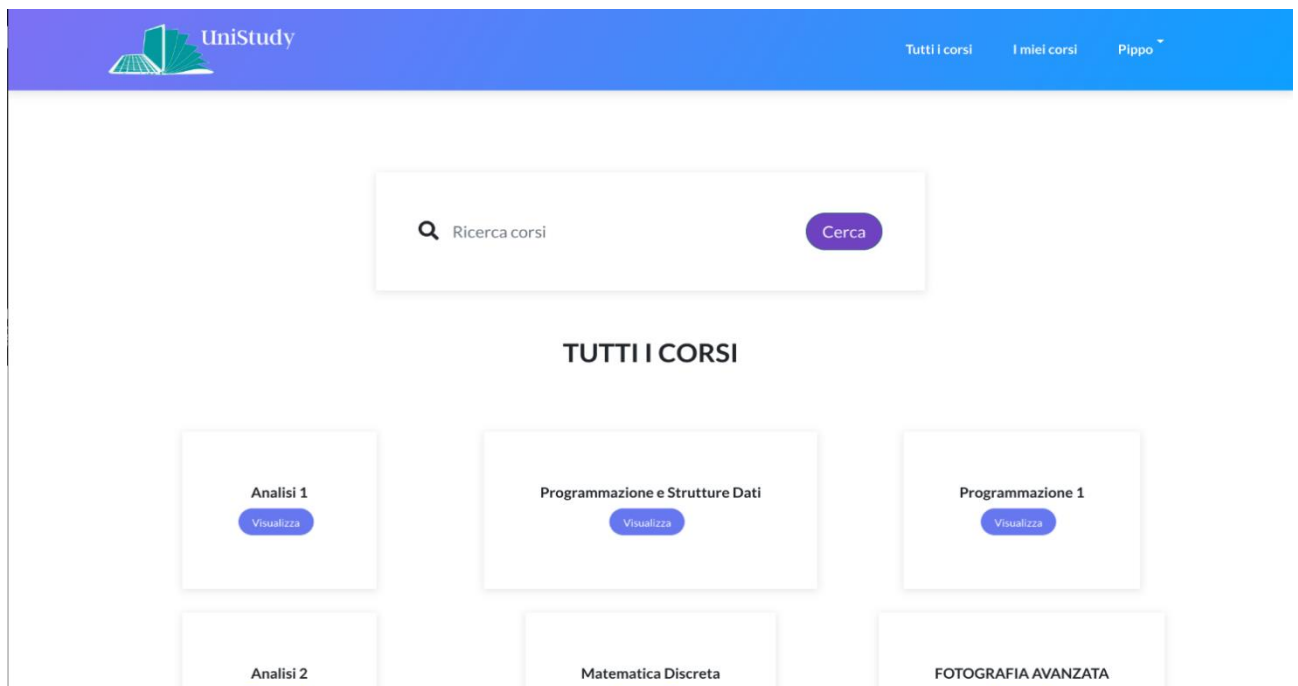 UniStudy
Tutti i corsi I miei corsi Pippo
Ricerca corsi Cerca
TUTTI I CORSI
Analisi 1 Programmazione e Strutture Dati Programmazione 1
Visualizza Visualizza Visualizza
Analisi 2 Matematica Discreta FOTOGRAFIA AVANZATA